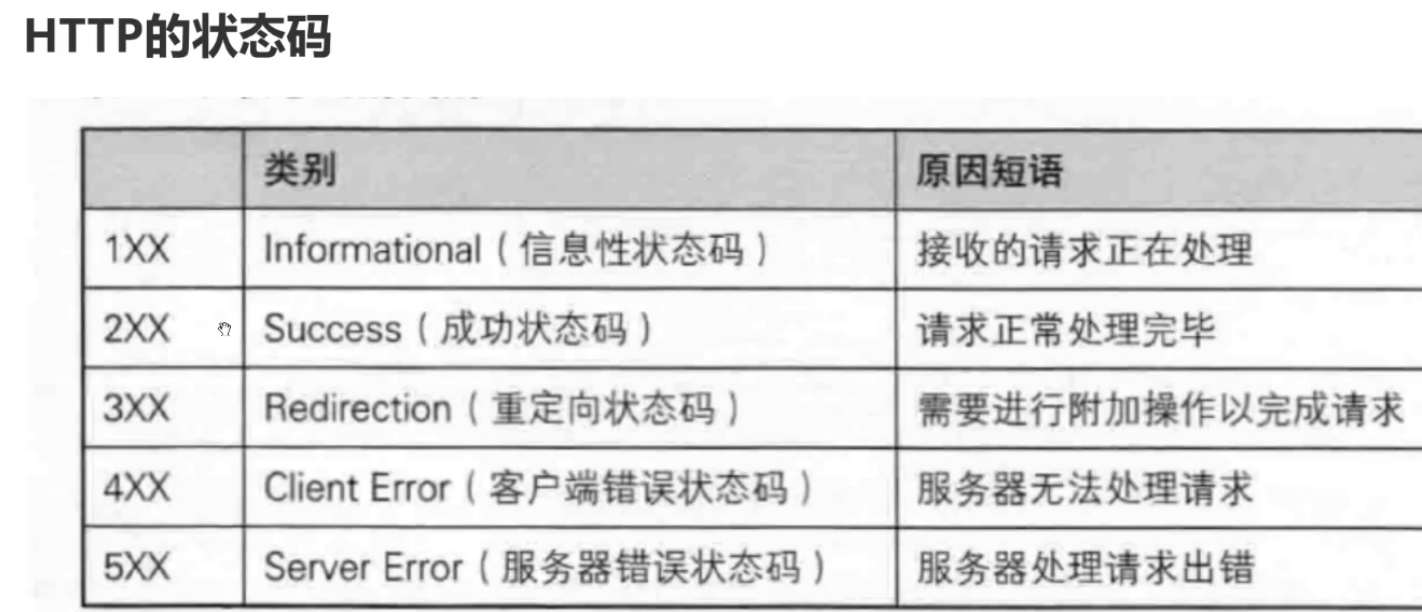 HTTP的状态码
类别 原因短语
1XX Informational（信息性状态码） 接收的请求正在处理
2XX Success（成功状态码） 请求正常处理完毕
3XX Redirection（重定向状态码） 需要进行附加操作以完成请求
4XX Client Error（客户端错误状态码） 服务器无法处理请求
5XX Server Error（服务器错误状态码） 服务器处理请求出错